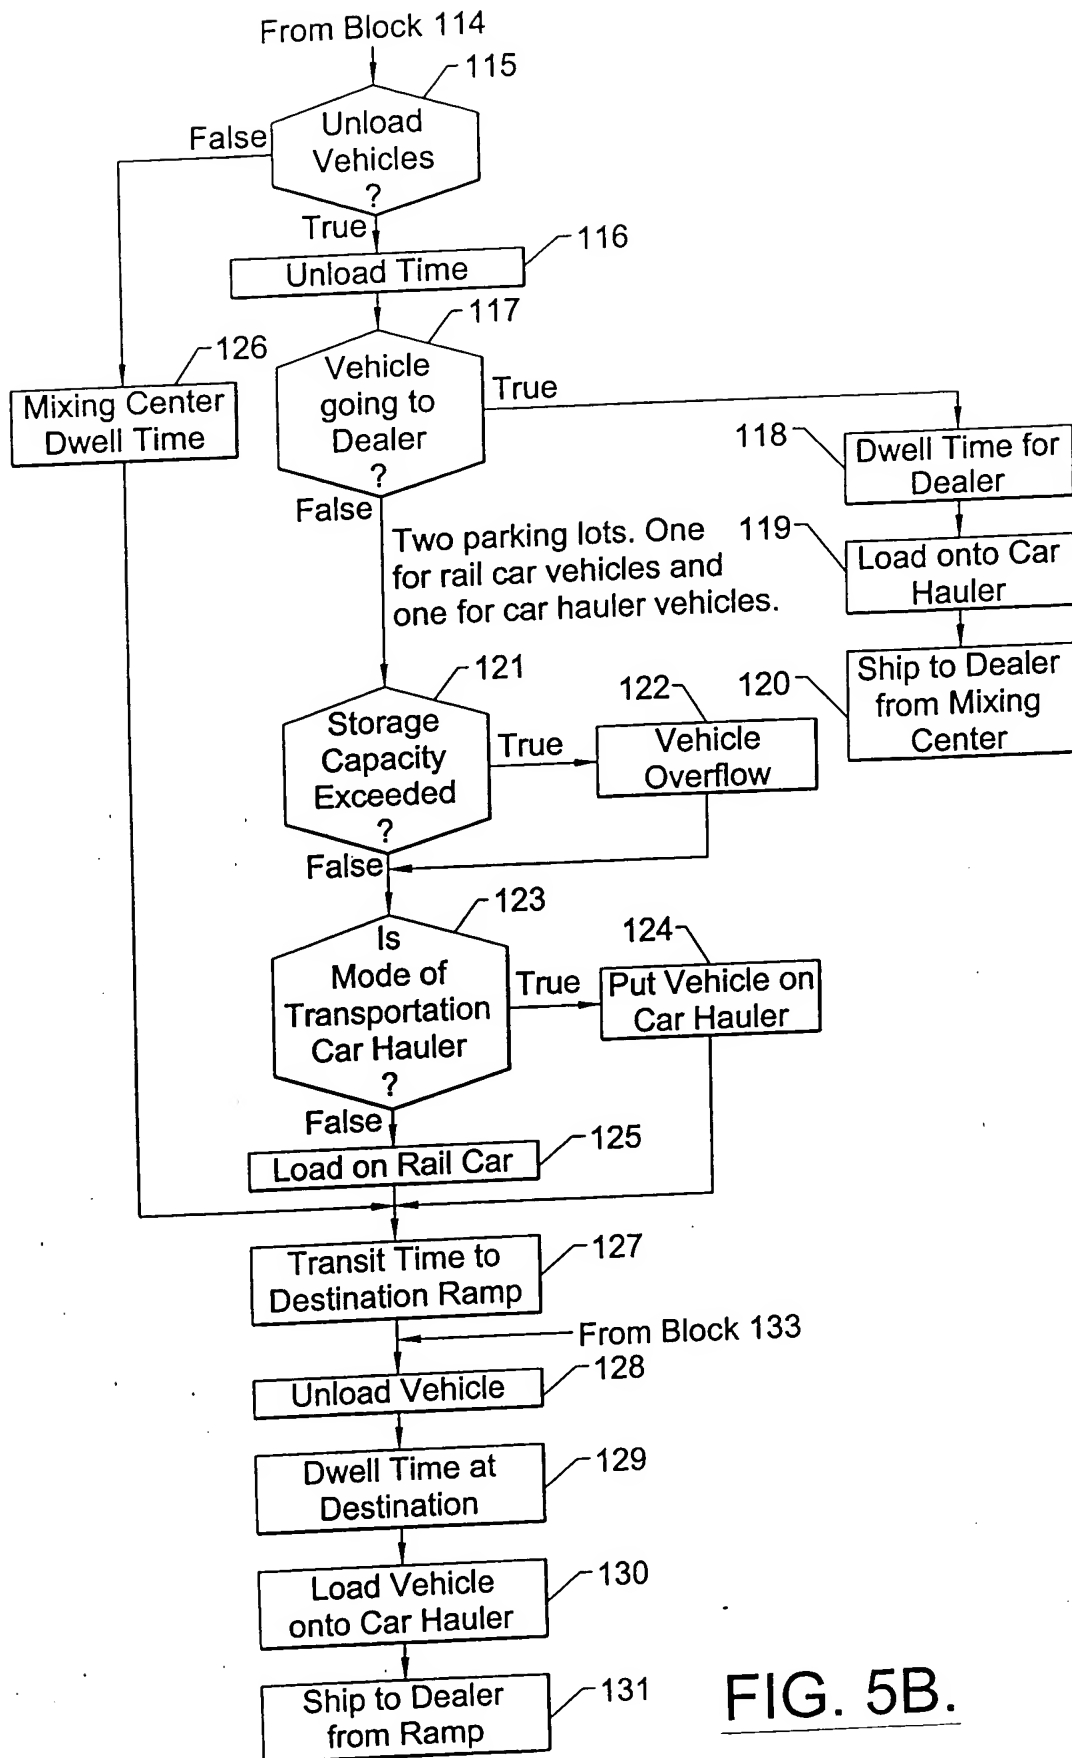 From Block 114
115
Unload
Vehicles
?
False
True
116
Unload Time
117
Vehicle
going to
Dealer
?
True
False
126
Mixing Center
Dwell Time
118
Dwell Time for
Dealer
Two parking lots. One
for rail car vehicles and
one for car hauler vehicles.
119
Load onto Car
Hauler
120
Ship to Dealer
from Mixing
Center
121
Storage
Capacity
Exceeded
?
True
False
122
Vehicle
Overflow
123
Is
Mode of
Transportation
Car Hauler
?
True
False
124
Put Vehicle on
Car Hauler
125
Load on Rail Car
127
Transit Time to
Destination Ramp
From Block 133
128
Unload Vehicle
129
Dwell Time at
Destination
130
Load Vehicle
onto Car Hauler
131
Ship to Dealer
from Ramp
FIG. 5B.